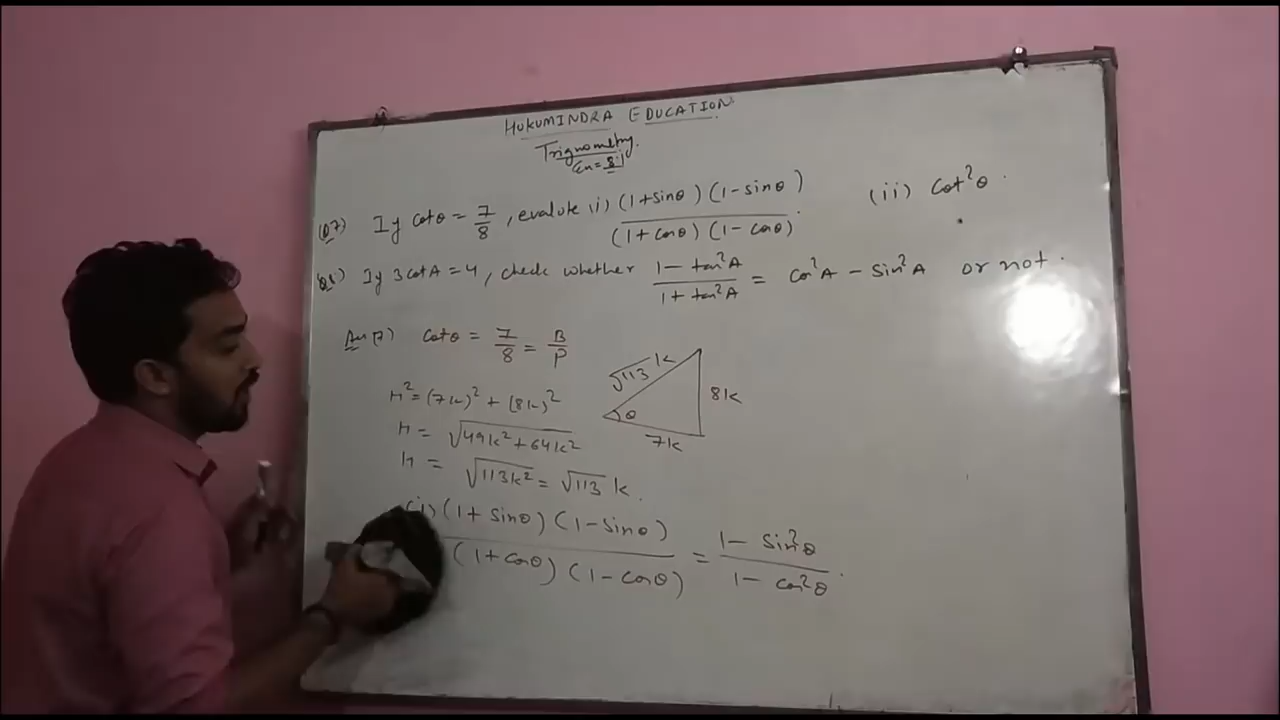 HUKUMINDRA EDUCATION
Trignometry.
Ex = 8.1
Q7) If cotθ = 7/8, evalute (i) (1+sinθ)(1-sinθ) / (1+cosθ)(1-cosθ). (ii) cot²θ.
Q8) If 3cotA = 4, check whether 1-tan²A / 1+tan²A = cos²A - sin²A or not.
Ans 7) cotθ = 7/8 = B/P
√113 k
8k
θ
7k
H² = (7k)² + (8k)²
H = √49k² + 64k²
H = √113k² = √113 k.
(i) (1+sinθ)(1-sinθ) / (1+cosθ)(1-cosθ) = 1-sin²θ / 1-cos²θ.